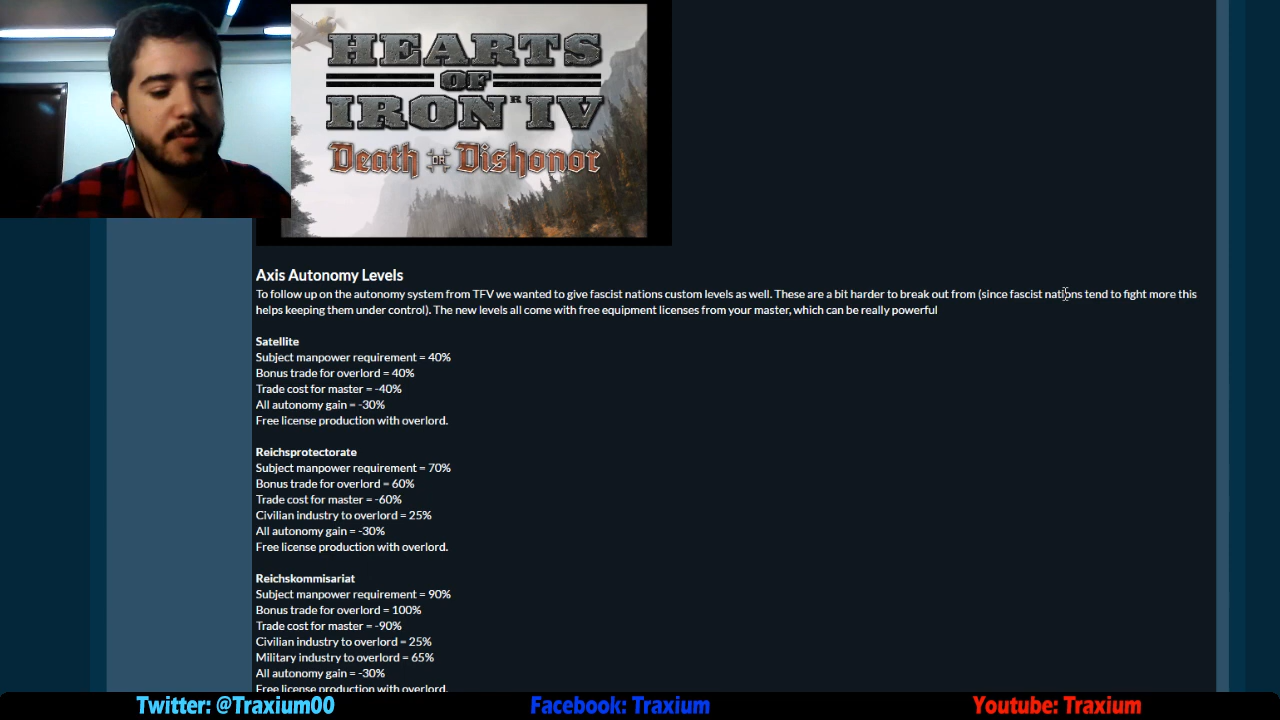 HEARTS
OF
IRON IV
Death OR Dishonor
Axis Autonomy Levels
To follow up on the autonomy system from TFV we wanted to give fascist nations custom levels as well. These are a bit harder to break out from (since fascist nations tend to fight more this
helps keeping them under control). The new levels all come with free equipment licenses from your master, which can be really powerful
Satellite
Subject manpower requirement = 40%
Bonus trade for overlord = 40%
Trade cost for master = -40%
All autonomy gain = -30%
Free license production with overlord.
Reichsprotectorate
Subject manpower requirement = 70%
Bonus trade for overlord = 60%
Trade cost for master = -60%
Civilian industry to overlord = 25%
All autonomy gain = -30%
Free license production with overlord.
Reichskommisariat
Subject manpower requirement = 90%
Bonus trade for overlord = 100%
Trade cost for master = -90%
Civilian industry to overlord = 25%
Military industry to overlord = 65%
All autonomy gain = -30%
Free license production with overlord.
Twitter: @Traxium00 Facebook: Traxium Youtube: Traxium